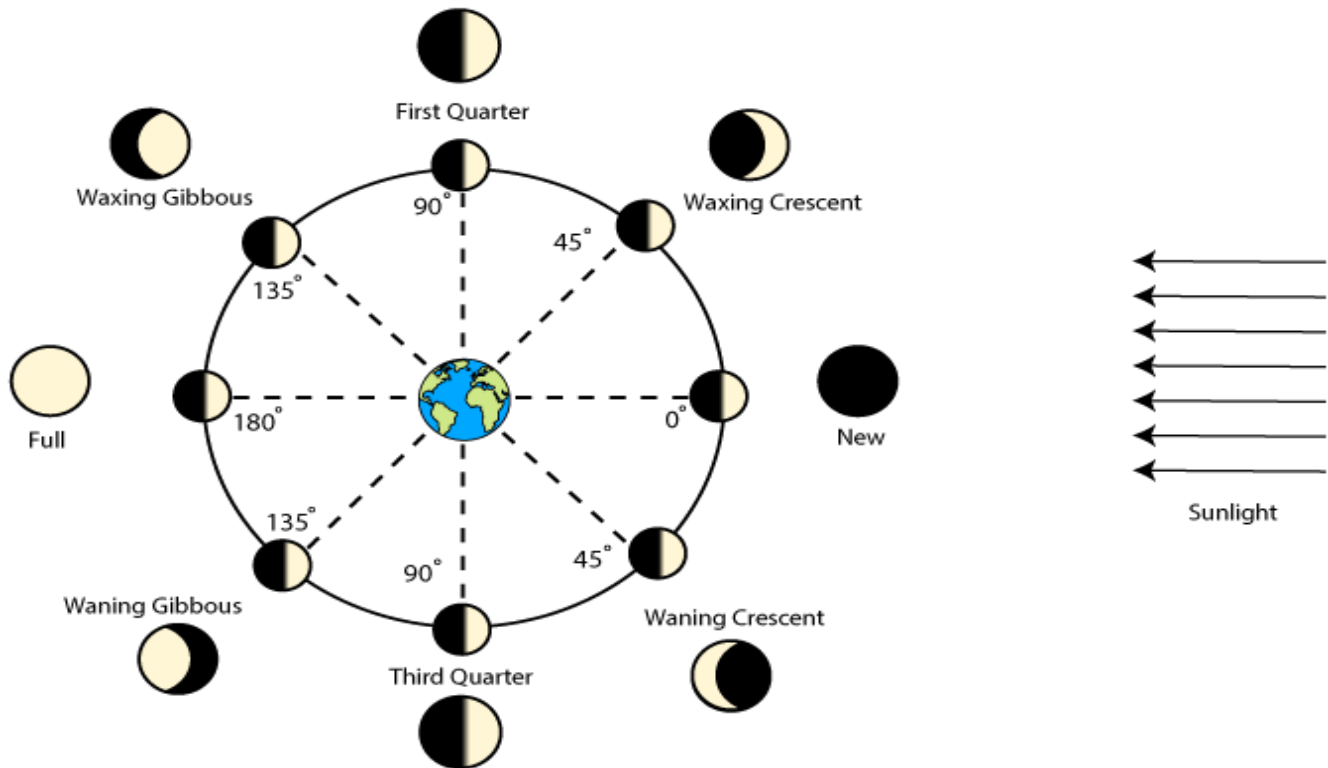 First Quarter
Waxing Gibbous
Waxing Crescent
90°
45°
135°
Full
180°
0°
New
Sunlight
135°
90°
45°
Waning Gibbous
Waning Crescent
Third Quarter